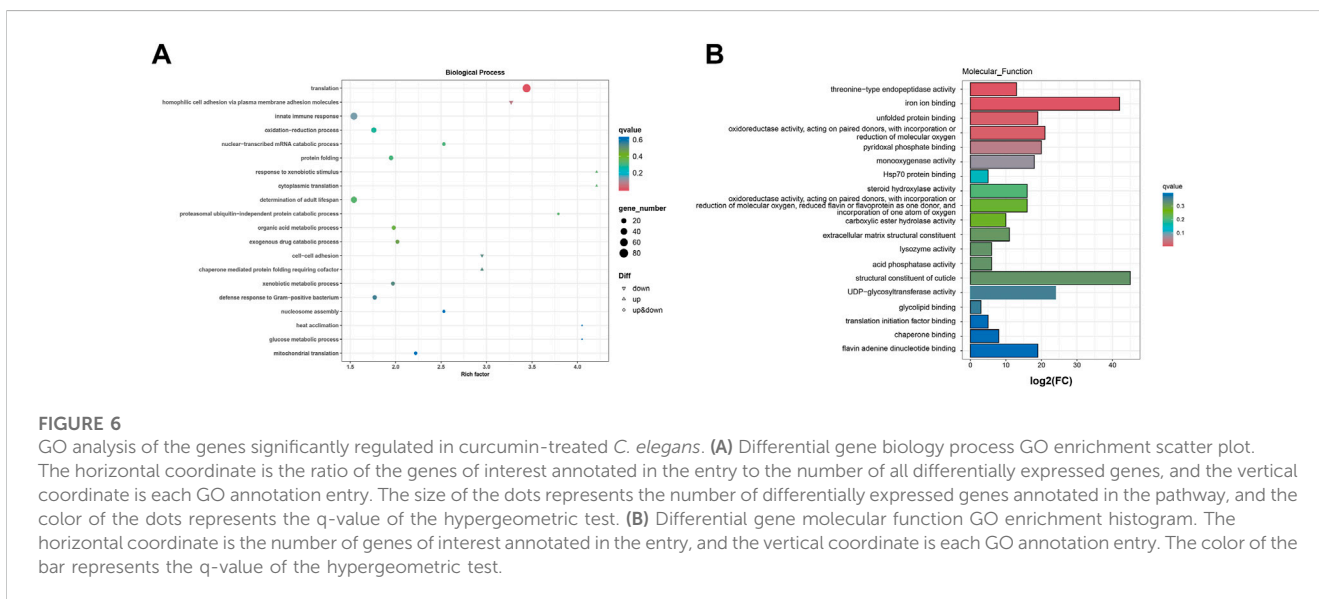 A
Biological Process
translation
homophilic cell adhesion via plasma membrane adhesion molecules
innate immune response
oxidation-reduction process
nuclear-transcribed mRNA catabolic process
protein folding
response to xenobiotic stimulus
cytoplasmic translation
determination of adult lifespan
proteasomal ubiquitin-independent protein catabolic process
organic acid metabolic process
exogenous drug catabolic process
cell-cell adhesion
chaperone mediated protein folding requiring cofactor
xenobiotic metabolic process
defense response to Gram-positive bacterium
nucleosome assembly
heat acclimation
glucose metabolic process
mitochondrial translation
1.5 2.0 2.5 3.0 3.5 4.0
Rich factor
qvalue
0.6
0.4
0.2
gene_number
20
40
60
80
Diff
down
up
up&down
B
Molecular_Function
threonine-type endopeptidase activity
iron ion binding
unfolded protein binding
oxidoreductase activity, acting on paired donors, with incorporation or
reduction of molecular oxygen
pyridoxal phosphate binding
monooxygenase activity
Hsp70 protein binding
steroid hydroxylase activity
oxidoreductase activity, acting on paired donors, with incorporation or
reduction of molecular oxygen, reduced flavin or flavoprotein as one donor, and
incorporation of one atom of oxygen
carboxylic ester hydrolase activity
extracellular matrix structural constituent
lysozyme activity
acid phosphatase activity
structural constituent of cuticle
UDP-glycosyltransferase activity
glycolipid binding
translation initiation factor binding
chaperone binding
flavin adenine dinucleotide binding
0 10 20 30 40
log2(FC)
qvalue
0.3
0.2
0.1
FIGURE 6
GO analysis of the genes significantly regulated in curcumin-treated C. elegans. (A) Differential gene biology process GO enrichment scatter plot.
The horizontal coordinate is the ratio of the genes of interest annotated in the entry to the number of all differentially expressed genes, and the vertical
coordinate is each GO annotation entry. The size of the dots represents the number of differentially expressed genes annotated in the pathway, and the
color of the dots represents the q-value of the hypergeometric test. (B) Differential gene molecular function GO enrichment histogram. The
horizontal coordinate is the number of genes of interest annotated in the entry, and the vertical coordinate is each GO annotation entry. The color of the
bar represents the q-value of the hypergeometric test.